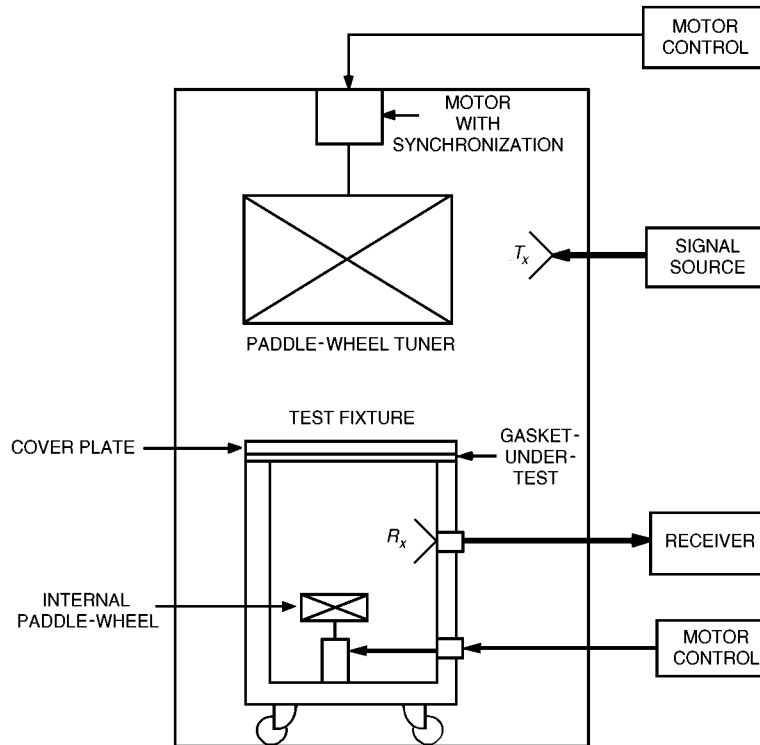 MOTOR
CONTROL
MOTOR
WITH
SYNCHRONIZATION
Tx
SIGNAL
SOURCE
PADDLE-WHEEL TUNER
TEST FIXTURE
COVER PLATE
GASKET-
UNDER-
TEST
Rx
RECEIVER
INTERNAL
PADDLE-WHEEL
MOTOR
CONTROL